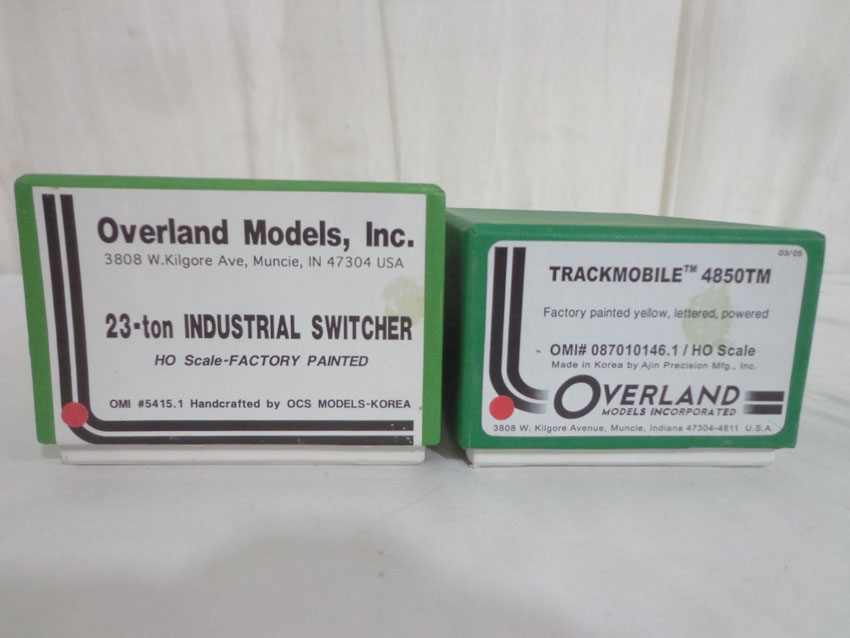 Overland Models, Inc.
3808 W.Kilgore Ave, Muncie, IN 47304 USA
23-ton INDUSTRIAL SWITCHER
HO Scale-FACTORY PAINTED
OMI #5415.1 Handcrafted by OCS MODELS-KOREA
03/05
TRACKMOBILE™ 4850TM
Factory painted yellow, lettered, powered
- OMI# 087010146.1 / HO Scale
Made in Korea by Ajin Precision Mfg., Inc.
OVERLAND
MODELS INCORPORATED
3808 W. Kilgore Avenue, Muncie, Indiana 47304-4811 U.S.A.